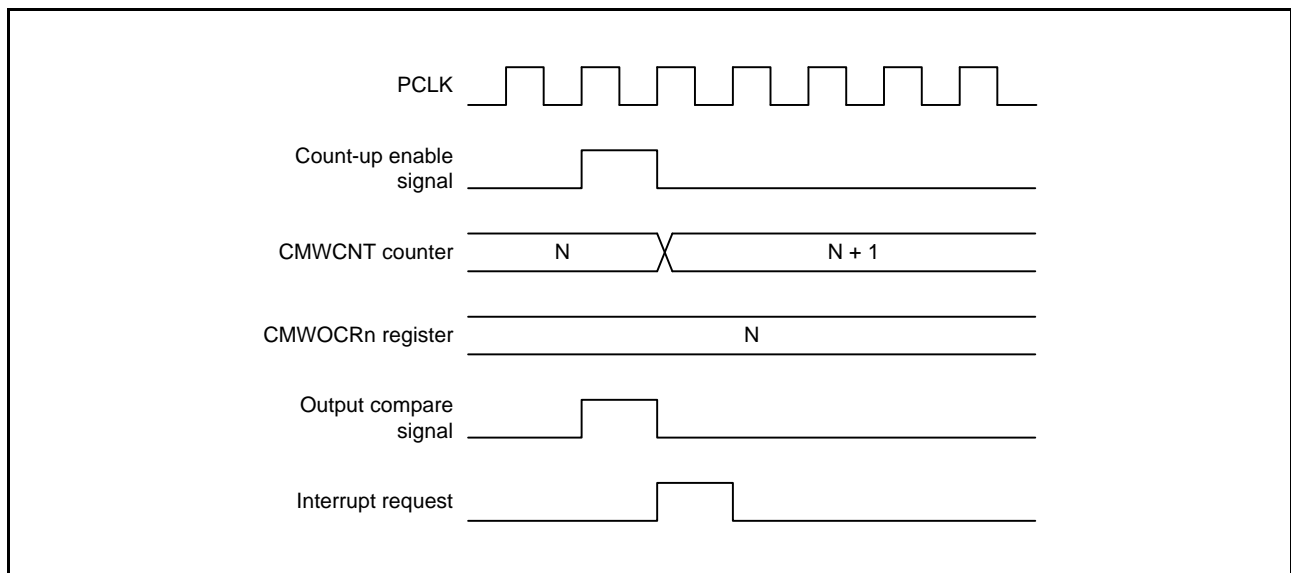 PCLK
Count-up enable
signal
CMWCNT counter
N
N + 1
CMWOCRn register
N
Output compare
signal
Interrupt request